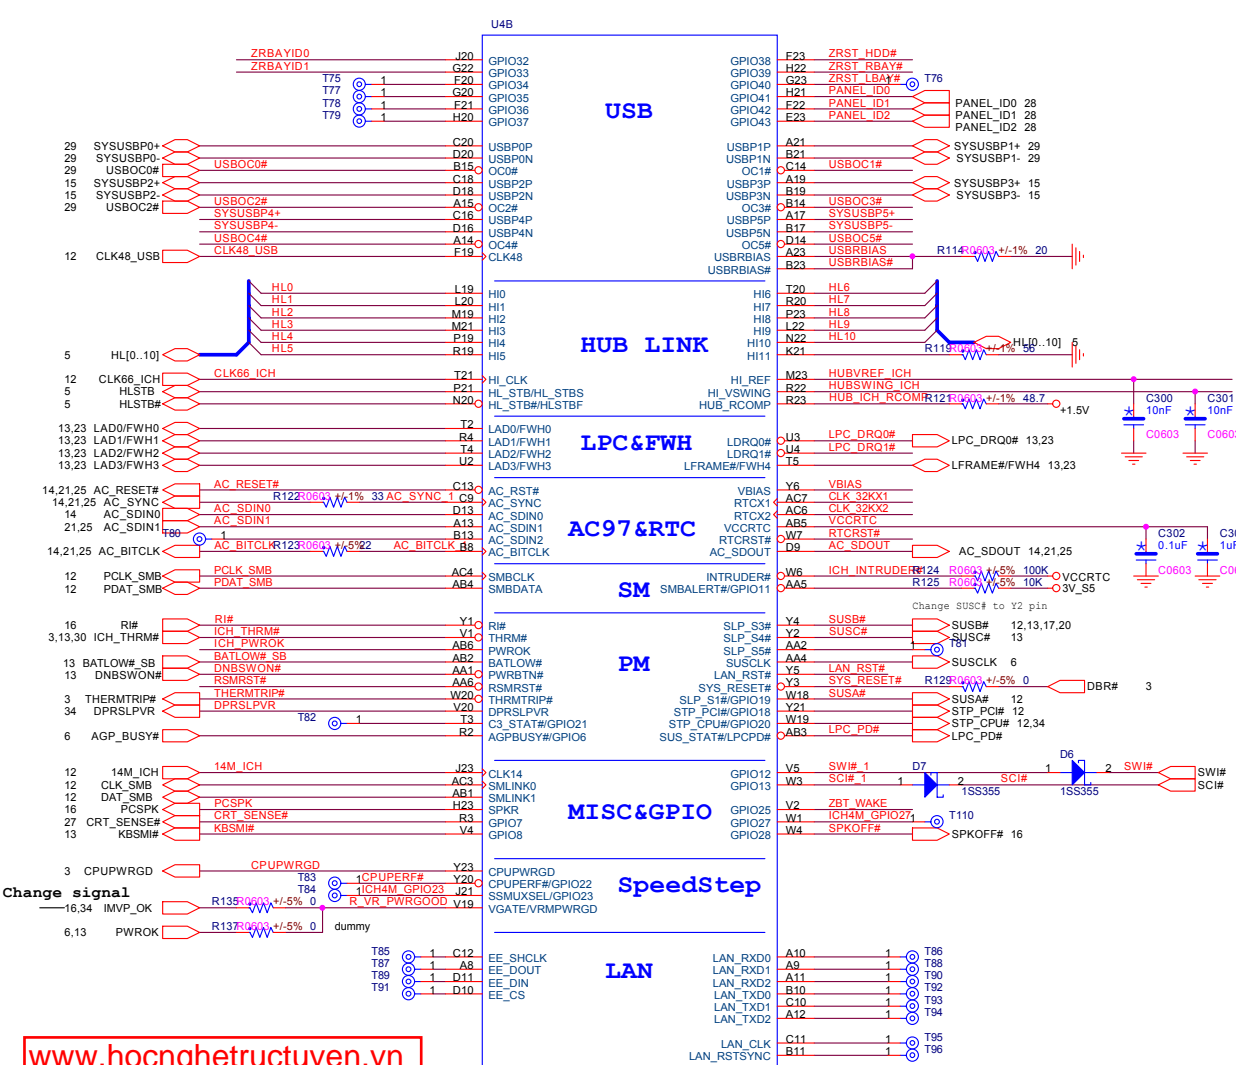 U4B
ZRBAYID0 J20 GPIO32 GPIO38 F23 ZRST_HDD#
ZRBAYID1 G22 GPIO33 GPIO39 H22 ZRST_RBAY#
T75 1 F20 GPIO34 GPIO40 G23 ZRST_LBAY# 1 T76
T77 1 G20 GPIO35 GPIO41 H21 PANEL_ID0 PANEL_ID0 28
T78 1 F21 GPIO36 GPIO42 F22 PANEL_ID1 PANEL_ID1 28
T79 1 H20 GPIO37 GPIO43 E23 PANEL_ID2 PANEL_ID2 28
USB
29 SYSUSBP0+ C20 USBP0P USBP1P A21 SYSUSBP1+ 29
29 SYSUSBP0- D20 USBP0N USBP1N B21 SYSUSBP1- 29
29 USBOC0# USBOC0# B15 OC0# OC1# C14 USBOC1#
15 SYSUSBP2+ C18 USBP2P USBP3P A19 SYSUSBP3+ 15
15 SYSUSBP2- D18 USBP2N USBP3N B19 SYSUSBP3- 15
29 USBOC2# USBOC2# A15 OC2# OC3# B14 USBOC3#
SYSUSBP4+ C16 USBP4P USBP5P A17 SYSUSBP5+
SYSUSBP4- D16 USBP4N USBP5N B17 SYSUSBP5-
USBOC4# A14 OC4# OC5# D14 USBOC5#
12 CLK48_USB CLK48_USB F19 CLK48 USBRBIAS A23 USBRBIAS R114 R0603 +/-1% 20
USBRBIAS# B23 USBRBIAS#
HL0 L19 HI0 HI6 T20 HL6
HL1 L20 HI1 HI7 R20 HL7
HL2 M19 HI2 HI8 P23 HL8
HL3 M21 HI3 HI9 L22 HL9
HUB LINK
HL4 P19 HI4 HI10 N22 HL10 HL[0..10] 5
5 HL[0..10] HL5 R19 HI5 HI11 K21 R119 R0603 +/-1% 56
12 CLK66_ICH CLK66_ICH T21 HI_CLK HI_REF M23 HUBVREF_ICH
5 HLSTB P21 HL_STB/HL_STBS HI_VSWING R22 HUBSWING_ICH
5 HLSTB# N20 HL_STB#/HLSTBF HUB_RCOMP R23 HUB_ICH_RCOMP R121 R0603 +/-1% 48.7 +1.5V
C300 10nF C0603 C301 10nF C0603
13,23 LAD0/FWH0 T2 LAD0/FWH0
13,23 LAD1/FWH1 R4 LAD1/FWH1 LDRQ0# U3 LPC_DRQ0# LPC_DRQ0# 13,23
LPC&FWH
13,23 LAD2/FWH2 T4 LAD2/FWH2 LDRQ1# U4 LPC_DRQ1#
13,23 LAD3/FWH3 U2 LAD3/FWH3 LFRAME#/FWH4 T5 LFRAME#/FWH4 13,23
14,21,25 AC_RESET# AC_RESET# C13 AC_RST# VBIAS Y6 VBIAS
14,21,25 AC_SYNC R122 R0603 +/-1% 33 AC_SYNC_1 C9 AC_SYNC RTCX1 AC7 CLK_32KX1
14 AC_SDIN0 AC_SDIN0 D13 AC_SDIN0 RTCX2 AC6 CLK_32KX2
21,25 AC_SDIN1 AC_SDIN1 A13 AC_SDIN1 VCCRTC AB5 VCCRTC
AC97&RTC
T80 1 B13 AC_SDIN2 RTCRST# W7 RTCRST#
14,21,25 AC_BITCLK AC_BITCLK R123 R0603 +/-5% 22 AC_BITCLK_ B8 AC_BITCLK AC_SDOUT D9 AC_SDOUT AC_SDOUT 14,21,25
C302 0.1uF C0603 1uF
12 PCLK_SMB PCLK_SMB AC4 SMBCLK INTRUDER# W6 ICH_INTRUDER# R124 R0603 +/-5% 100K VCCRTC
12 PDAT_SMB PDAT_SMB AB4 SMBDATA SMBALERT#/GPIO11 AA5 R125 R0603 +/-5% 10K 3V_S5
SM
Change SUSC# to Y2 pin
16 RI# RI# Y1 RI# SLP_S3# Y4 SUSB# SUSB# 12,13,17,20
3,13,30 ICH_THRM# ICH_THRM# V1 THRM# SLP_S4# Y2 SUSC# SUSC# 13
ICH_PWROK AB6 PWROK SLP_S5# AA2 1 T81
13 BATLOW#_SB BATLOW#_SB AB2 BATLOW# SUSCLK AA4 SUSCLK 6
PM
13 DNBSWON# DNBSWON# AA1 PWRBTN# LAN_RST# Y5 LAN_RST#
RSMRST# AA6 RSMRST# SYS_RESET# Y3 SYS_RESET# R129 R0603 +/-5% 0 DBR# 3
3 THERMTRIP# THERMTRIP# W20 THRMTRIP# SLP_S1#/GPIO19 W18 SUSA# SUSA# 12
34 DPRSLPVR DPRSLPVR V20 DPRSLPVR STP_PCI#/GPIO18 Y21 STP_PCI# 12
T82 1 T3 C3_STAT#/GPIO21 STP_CPU#/GPIO20 W19 STP_CPU# 12,34
6 AGP_BUSY# R2 AGPBUSY#/GPIO6 SUS_STAT#/LPCPD# AB3 LPC_PD# LPC_PD#
12 14M_ICH 14M_ICH J23 CLK14 GPIO12 V5 SWI#_1 1 D6 1SS355 2 SWI# SWI#
12 CLK_SMB AC3 SMLINK0 GPIO13 W3 SCI#_1 1 D7 1SS355 2 SCI# SCI#
12 DAT_SMB AB1 SMLINK1
16 PCSPK PCSPK H23 SPKR GPIO25 V2 ZBT_WAKE
MISC&GPIO
27 CRT_SENSE# CRT_SENSE# R3 GPIO7 GPIO27 W1 ICH4M_GPIO27 1 T110
13 KBSMI# KBSMI# V4 GPIO8 GPIO28 W4 SPKOFF# SPKOFF# 16
3 CPUPWRGD CPUPWRGD Y23 CPUPWRGD
T83 1 CPUPERF# Y20 CPUPERF#/GPIO22
SpeedStep
Change signal
T84 1 ICH4M_GPIO23 J21 SSMUXSEL/GPIO23
16,34 IMVP_OK R135 R0603 +/-5% 0 R_VR_PWRGOOD V19 VGATE/VRMPWRGD
6,13 PWROK R137 R0603 +/-5% 0 dummy
T85 1 C12 EE_SHCLK LAN_RXD0 A10 1 T86
T87 1 A8 EE_DOUT LAN_RXD1 A9 1 T88
LAN
T89 1 D11 EE_DIN LAN_RXD2 A11 1 T90
T91 1 D10 EE_CS LAN_TXD0 B10 1 T92
LAN_TXD1 C10 1 T93
LAN_TXD2 A12 1 T94
LAN_CLK C11 1 T95
LAN_RSTSYNC B11 1 T96
www.hocnghetructuyen.vn